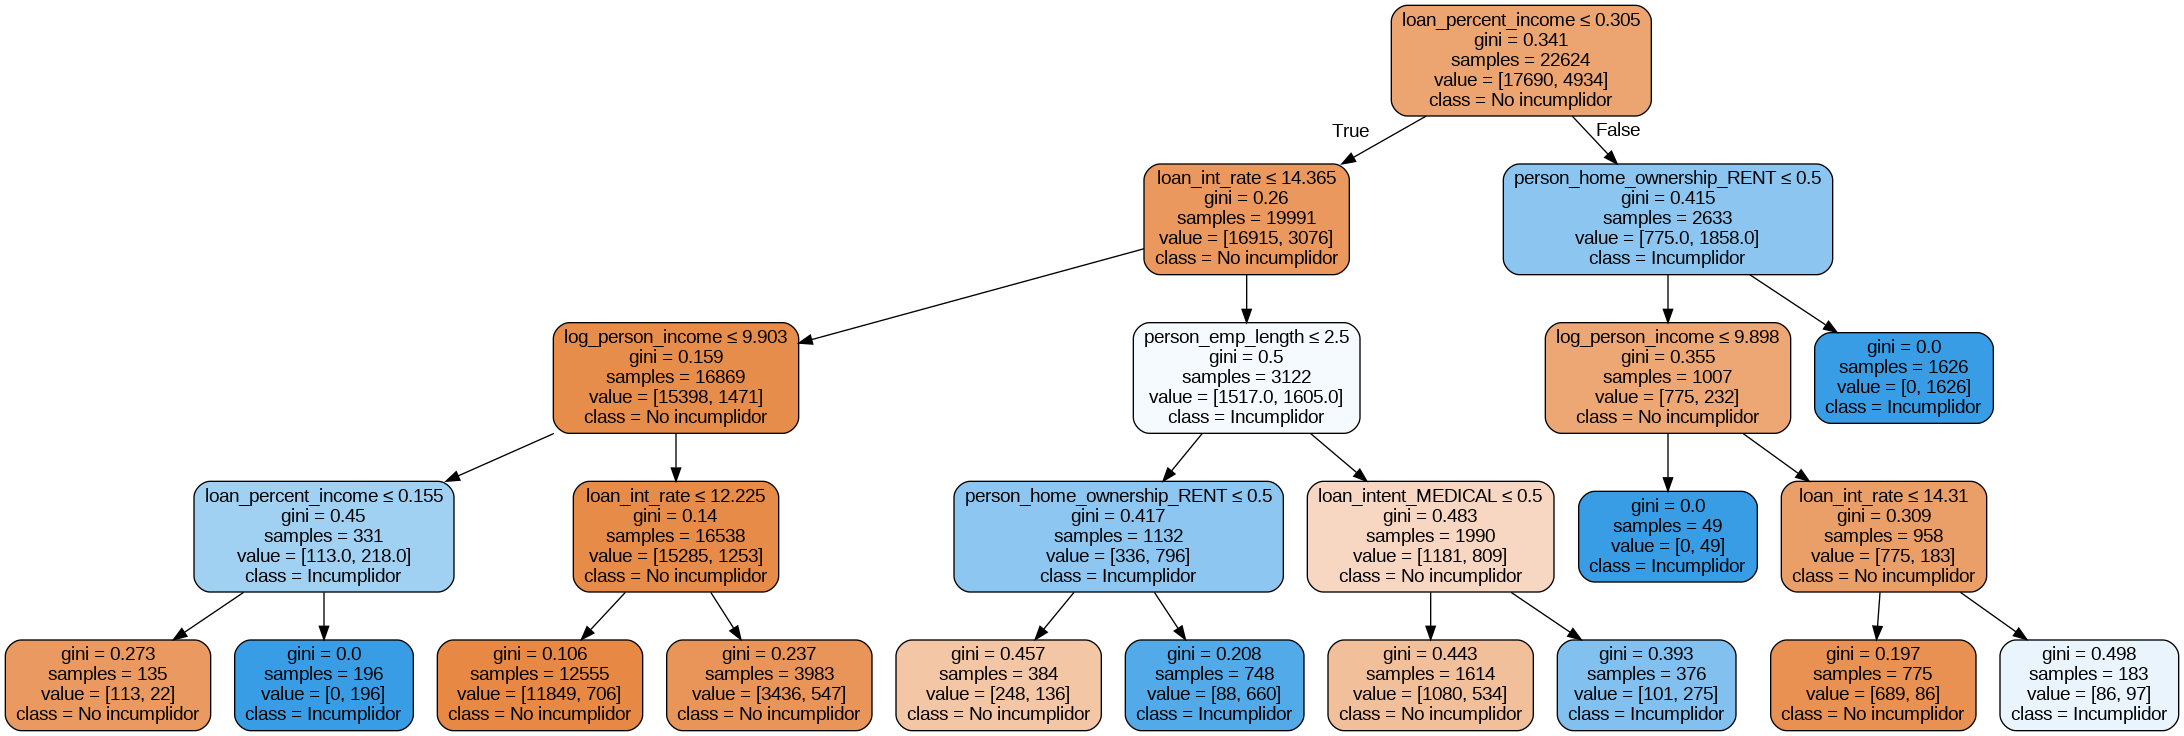 loan_percent_income ≤ 0.305
gini = 0.341
samples = 22624
value = [17690, 4934]
class = No incumplidor
True
False
loan_int_rate ≤ 14.365
gini = 0.26
samples = 19991
value = [16915, 3076]
class = No incumplidor
person_home_ownership_RENT ≤ 0.5
gini = 0.415
samples = 2633
value = [775.0, 1858.0]
class = Incumplidor
log_person_income ≤ 9.903
gini = 0.159
samples = 16869
value = [15398, 1471]
class = No incumplidor
person_emp_length ≤ 2.5
gini = 0.5
samples = 3122
value = [1517.0, 1605.0]
class = Incumplidor
log_person_income ≤ 9.898
gini = 0.355
samples = 1007
value = [775, 232]
class = No incumplidor
gini = 0.0
samples = 1626
value = [0, 1626]
class = Incumplidor
loan_percent_income ≤ 0.155
gini = 0.45
samples = 331
value = [113.0, 218.0]
class = Incumplidor
loan_int_rate ≤ 12.225
gini = 0.14
samples = 16538
value = [15285, 1253]
class = No incumplidor
person_home_ownership_RENT ≤ 0.5
gini = 0.417
samples = 1132
value = [336, 796]
class = Incumplidor
loan_intent_MEDICAL ≤ 0.5
gini = 0.483
samples = 1990
value = [1181, 809]
class = No incumplidor
gini = 0.0
samples = 49
value = [0, 49]
class = Incumplidor
loan_int_rate ≤ 14.31
gini = 0.309
samples = 958
value = [775, 183]
class = No incumplidor
gini = 0.273
samples = 135
value = [113, 22]
class = No incumplidor
gini = 0.0
samples = 196
value = [0, 196]
class = Incumplidor
gini = 0.106
samples = 12555
value = [11849, 706]
class = No incumplidor
gini = 0.237
samples = 3983
value = [3436, 547]
class = No incumplidor
gini = 0.457
samples = 384
value = [248, 136]
class = No incumplidor
gini = 0.208
samples = 748
value = [88, 660]
class = Incumplidor
gini = 0.443
samples = 1614
value = [1080, 534]
class = No incumplidor
gini = 0.393
samples = 376
value = [101, 275]
class = Incumplidor
gini = 0.197
samples = 775
value = [689, 86]
class = No incumplidor
gini = 0.498
samples = 183
value = [86, 97]
class = Incumplidor